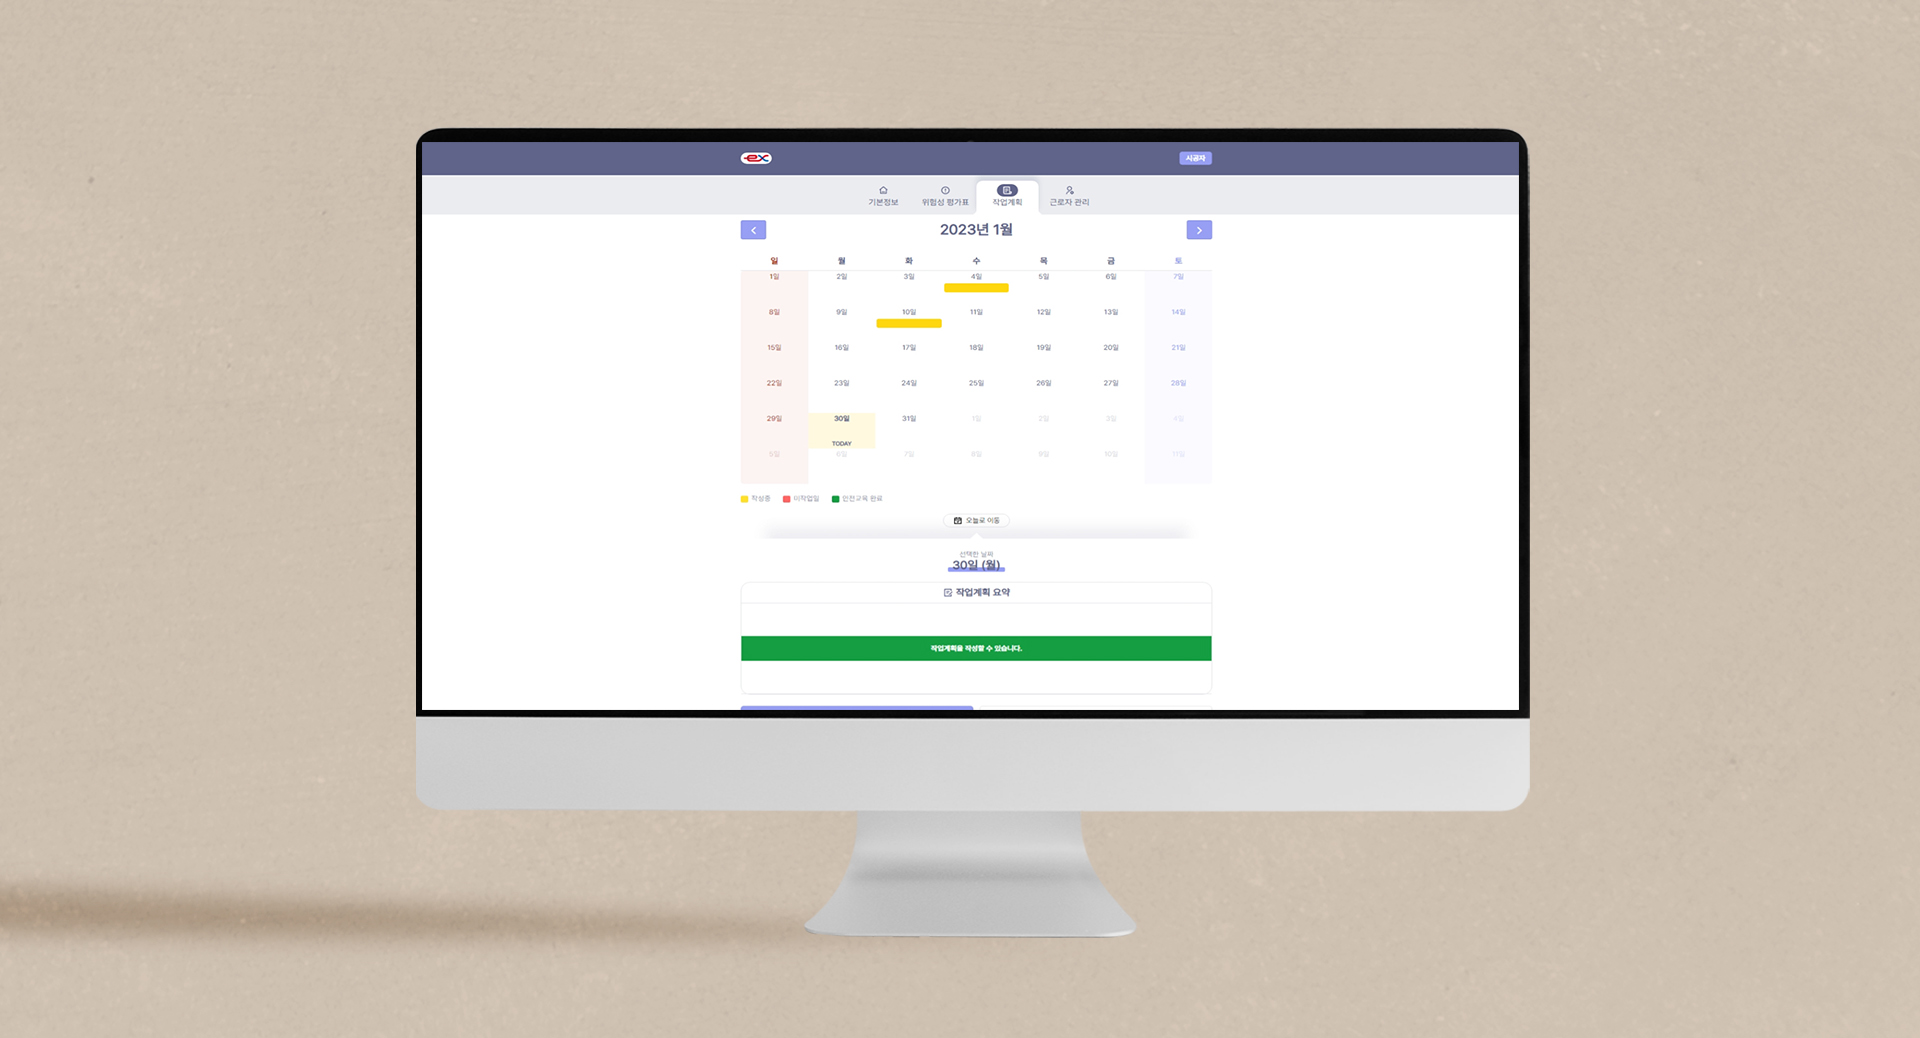 ex
시공자
기본정보 위험성 평가표 작업계획 근로자 관리
2023년 1월
일 월 화 수 목 금 토
1일 2일 3일 4일 5일 6일 7일
8일 9일 10일 11일 12일 13일 14일
15일 16일 17일 18일 19일 20일 21일
22일 23일 24일 25일 26일 27일 28일
29일 30일 31일 1일 2일 3일 4일
TODAY
5일 6일 7일 8일 9일 10일 11일
작성중 미작업일 안전교육 완료
오늘로 이동
선택한 날짜
30일 (월)
작업계획 요약
작업계획을 작성할 수 있습니다.